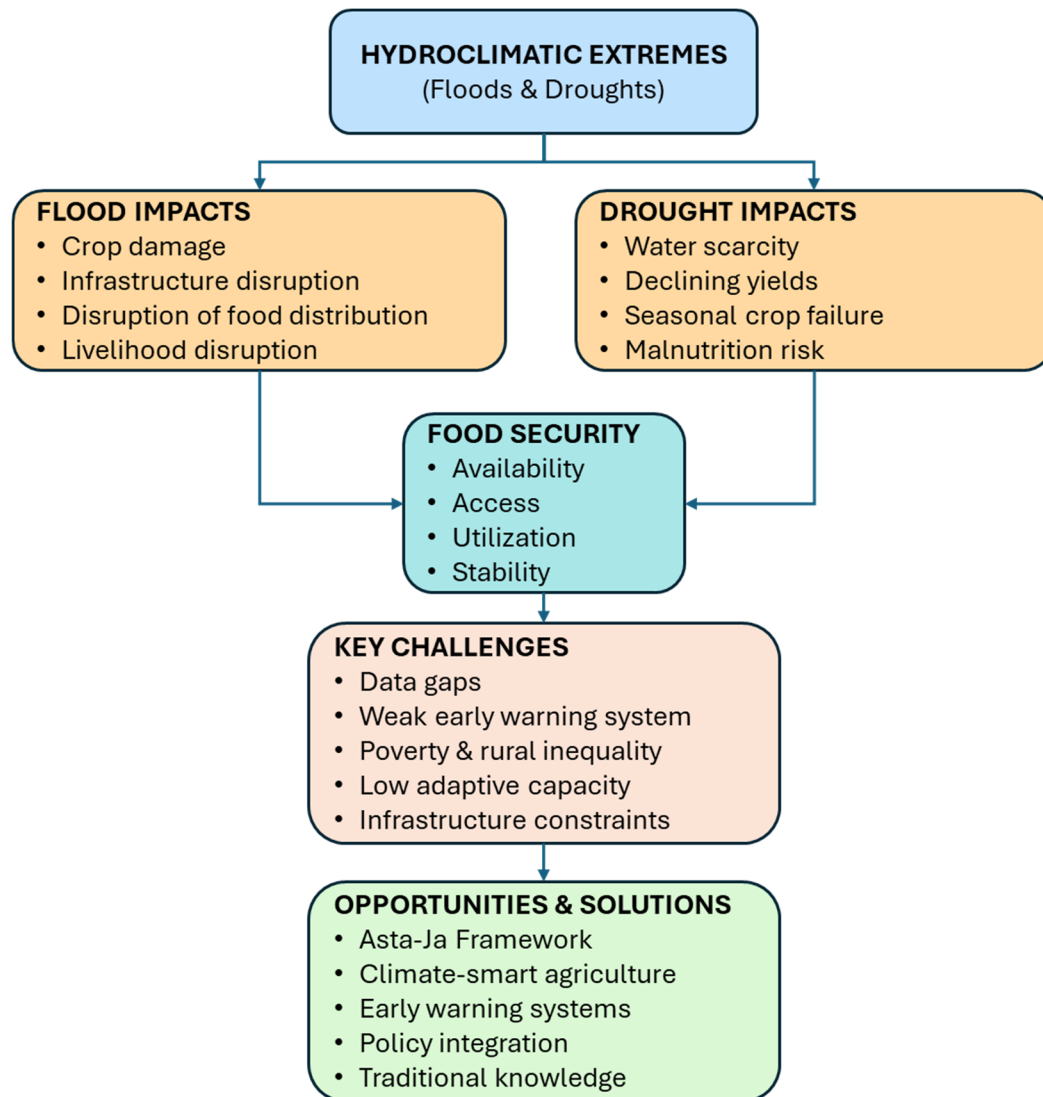 HYDROCLIMATIC EXTREMES
(Floods & Droughts)
FLOOD IMPACTS
• Crop damage
• Infrastructure disruption
• Disruption of food distribution
• Livelihood disruption
DROUGHT IMPACTS
• Water scarcity
• Declining yields
• Seasonal crop failure
• Malnutrition risk
FOOD SECURITY
• Availability
• Access
• Utilization
• Stability
KEY CHALLENGES
• Data gaps
• Weak early warning system
• Poverty & rural inequality
• Low adaptive capacity
• Infrastructure constraints
OPPORTUNITIES & SOLUTIONS
• Asta-Ja Framework
• Climate-smart agriculture
• Early warning systems
• Policy integration
• Traditional knowledge